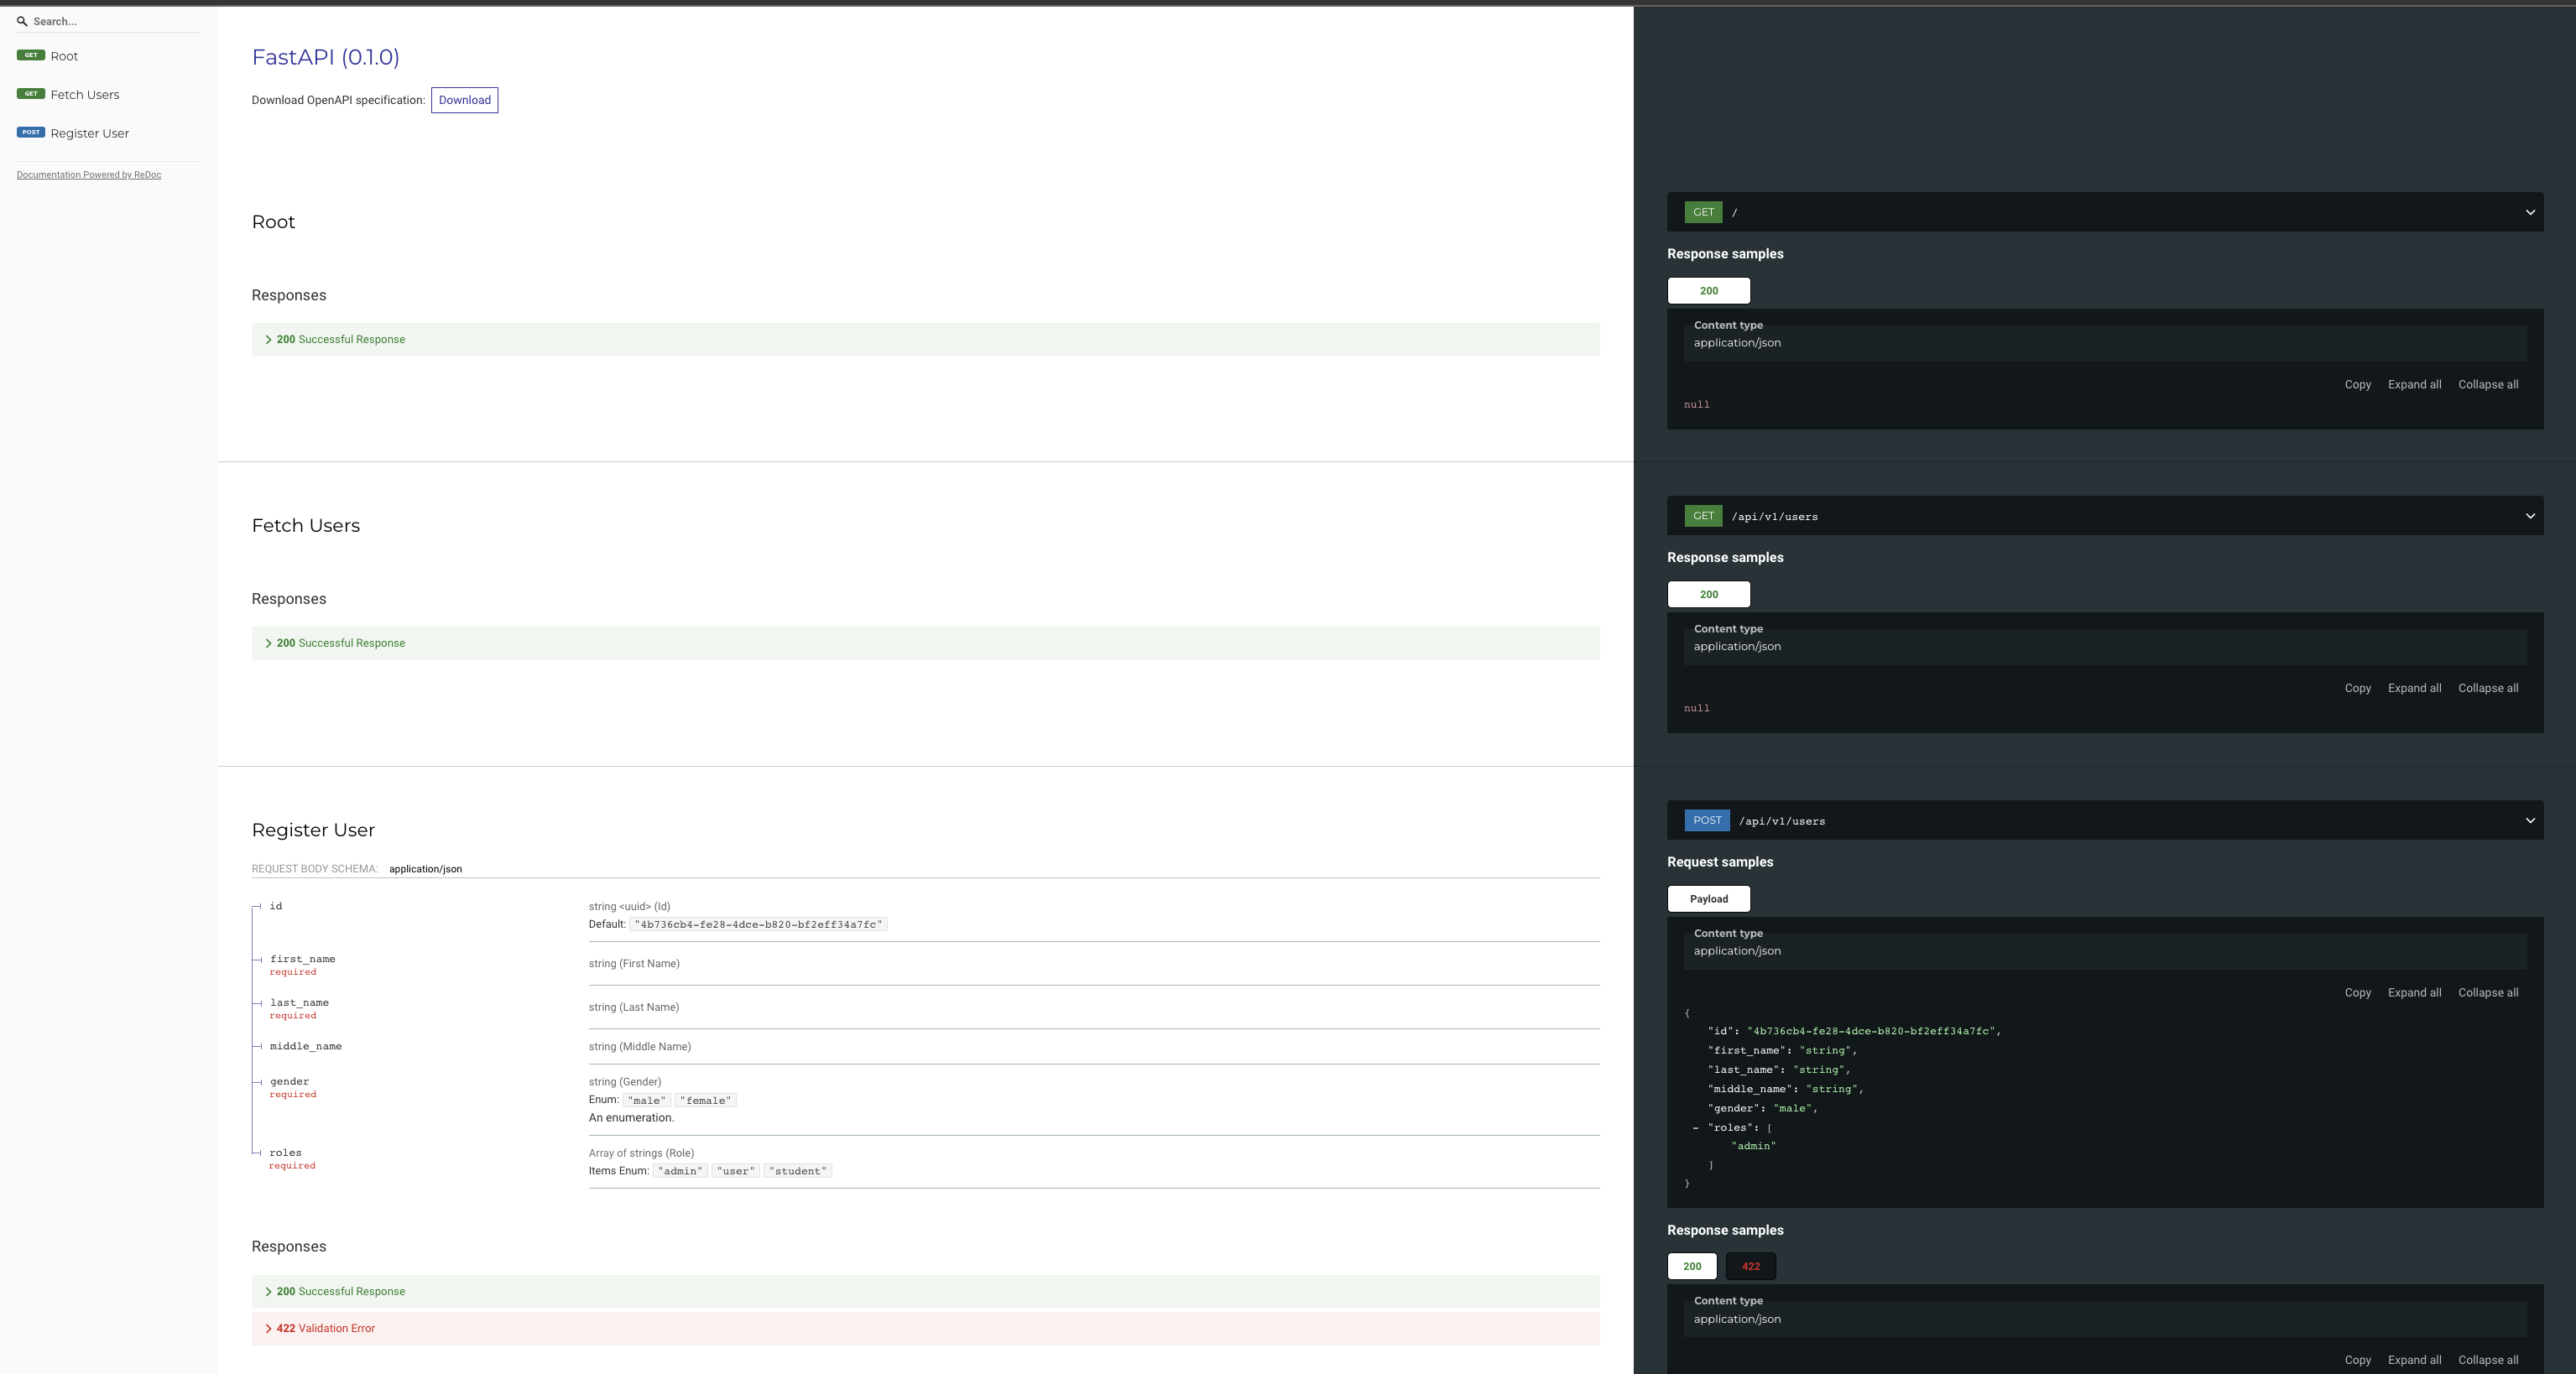 Search...
GET Root
GET Fetch Users
POST Register User
Documentation Powered by ReDoc
FastAPI (0.1.0)
Download OpenAPI specification: Download
Root
Responses
200 Successful Response
GET /
Response samples
200
Content type
application/json
Copy Expand all Collapse all
null
Fetch Users
Responses
200 Successful Response
GET /api/v1/users
Response samples
200
Content type
application/json
Copy Expand all Collapse all
null
Register User
REQUEST BODY SCHEMA: application/json
id string <uuid> (Id)
Default: "4b736cb4-fe28-4dce-b820-bf2eff34a7fc"
first_name
required
string (First Name)
last_name
required
string (Last Name)
middle_name string (Middle Name)
gender
required
string (Gender)
Enum: "male" "female"
An enumeration.
roles
required
Array of strings (Role)
Items Enum: "admin" "user" "student"
Responses
200 Successful Response
422 Validation Error
POST /api/v1/users
Request samples
Payload
Content type
application/json
Copy Expand all Collapse all
{
"id": "4b736cb4-fe28-4dce-b820-bf2eff34a7fc",
"first_name": "string",
"last_name": "string",
"middle_name": "string",
"gender": "male",
- "roles": [
"admin"
]
}
Response samples
200 422
Content type
application/json
Copy Expand all Collapse all